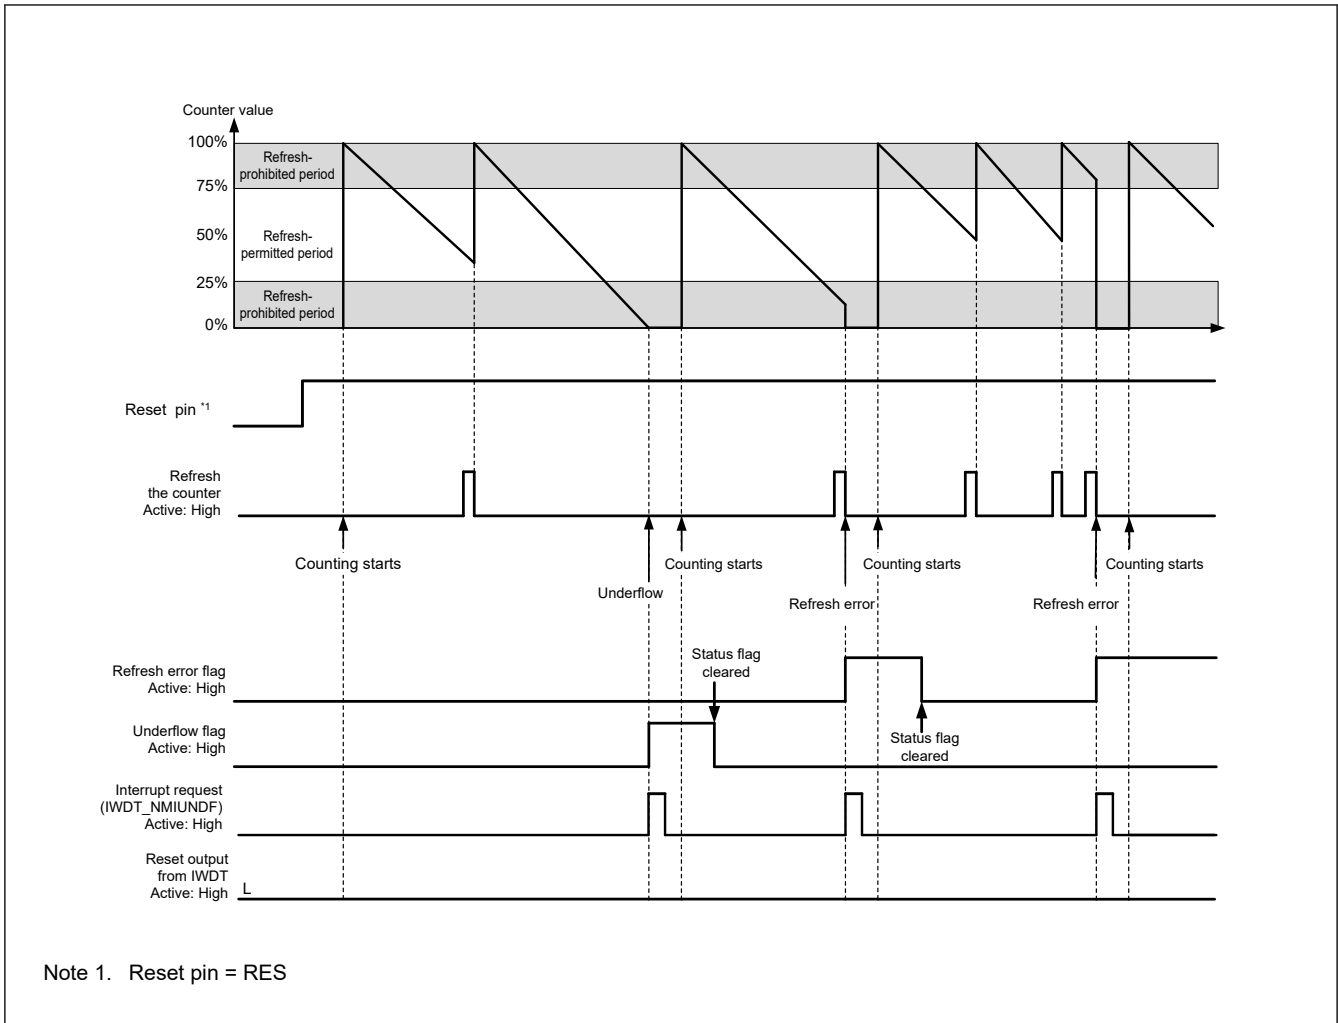 Counter value
100%
Refresh-
prohibited period
75%
50%
Refresh-
permitted period
25%
Refresh-
prohibited period
0%
Reset pin *1
Refresh
the counter
Active: High
Counting starts
Counting starts
Counting starts
Counting starts
Underflow
Refresh error
Refresh error
Status flag
cleared
Refresh error flag
Active: High
Underflow flag
Active: High
Status flag
cleared
Interrupt request
(IWDT_NMIUNDF)
Active: High
Reset output
from IWDT
Active: High
L
Note 1. Reset pin = RES